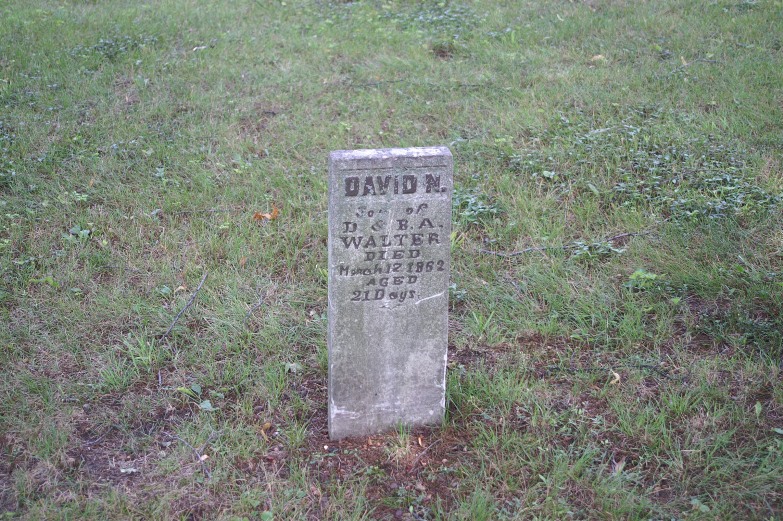 DAVID N.
Son of
D & B. A.
WALTER
DIED
March 12 1862
AGED
21 Days